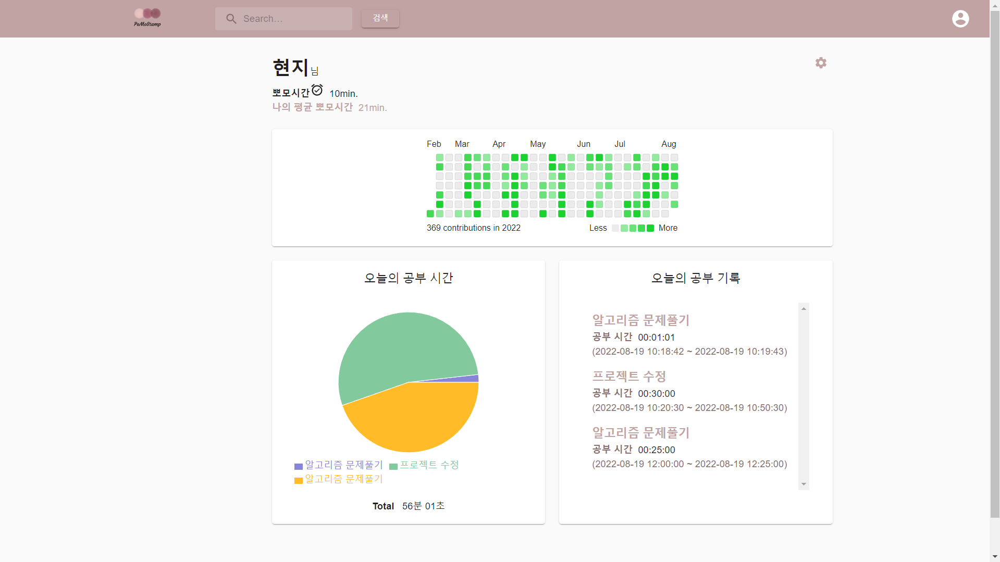 PoMoStamp
Search...
검색
현지님
뽀모시간 10min.
나의 평균 뽀모시간 21min.
Feb Mar Apr May Jun Jul Aug
369 contributions in 2022
Less More
오늘의 공부 시간
알고리즘 문제풀기 프로젝트 수정
알고리즘 문제풀기
Total 56분 01초
오늘의 공부 기록
알고리즘 문제풀기
공부 시간 00:01:01
(2022-08-19 10:18:42 ~ 2022-08-19 10:19:43)
프로젝트 수정
공부 시간 00:30:00
(2022-08-19 10:20:30 ~ 2022-08-19 10:50:30)
알고리즘 문제풀기
공부 시간 00:25:00
(2022-08-19 12:00:00 ~ 2022-08-19 12:25:00)